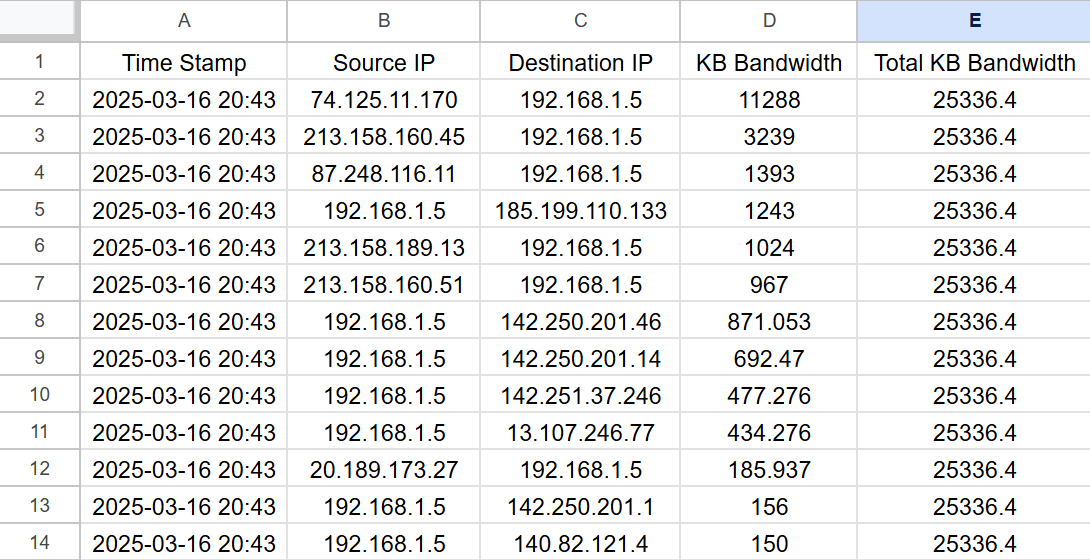 A B C D E
1 Time Stamp Source IP Destination IP KB Bandwidth Total KB Bandwidth
2 2025-03-16 20:43 74.125.11.170 192.168.1.5 11288 25336.4
3 2025-03-16 20:43 213.158.160.45 192.168.1.5 3239 25336.4
4 2025-03-16 20:43 87.248.116.11 192.168.1.5 1393 25336.4
5 2025-03-16 20:43 192.168.1.5 185.199.110.133 1243 25336.4
6 2025-03-16 20:43 213.158.189.13 192.168.1.5 1024 25336.4
7 2025-03-16 20:43 213.158.160.51 192.168.1.5 967 25336.4
8 2025-03-16 20:43 192.168.1.5 142.250.201.46 871.053 25336.4
9 2025-03-16 20:43 192.168.1.5 142.250.201.14 692.47 25336.4
10 2025-03-16 20:43 192.168.1.5 142.251.37.246 477.276 25336.4
11 2025-03-16 20:43 192.168.1.5 13.107.246.77 434.276 25336.4
12 2025-03-16 20:43 20.189.173.27 192.168.1.5 185.937 25336.4
13 2025-03-16 20:43 192.168.1.5 142.250.201.1 156 25336.4
14 2025-03-16 20:43 192.168.1.5 140.82.121.4 150 25336.4